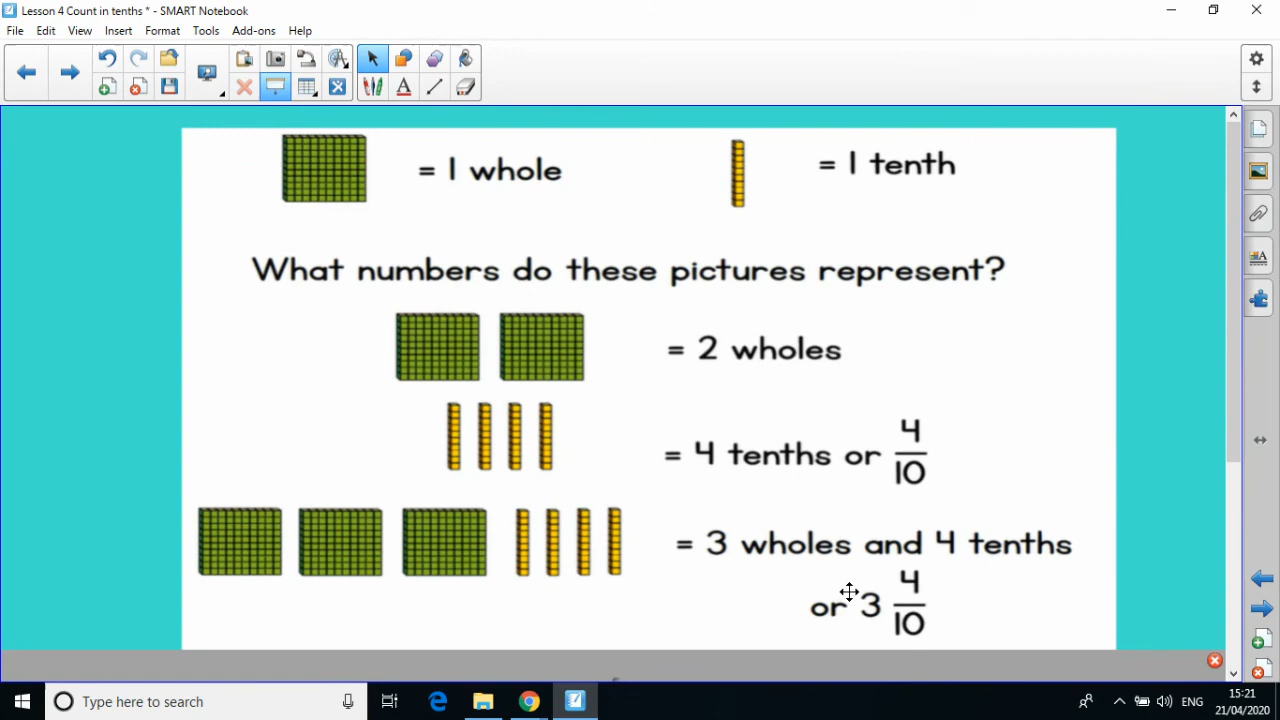 Lesson 4 Count in tenths * - SMART Notebook
File Edit View Insert Format Tools Add-ons Help
= 1 whole
= 1 tenth
What numbers do these pictures represent?
= 2 wholes
= 4 tenths or 4/10
= 3 wholes and 4 tenths
or 3 4/10
Type here to search
ENG
15:21
21/04/2020